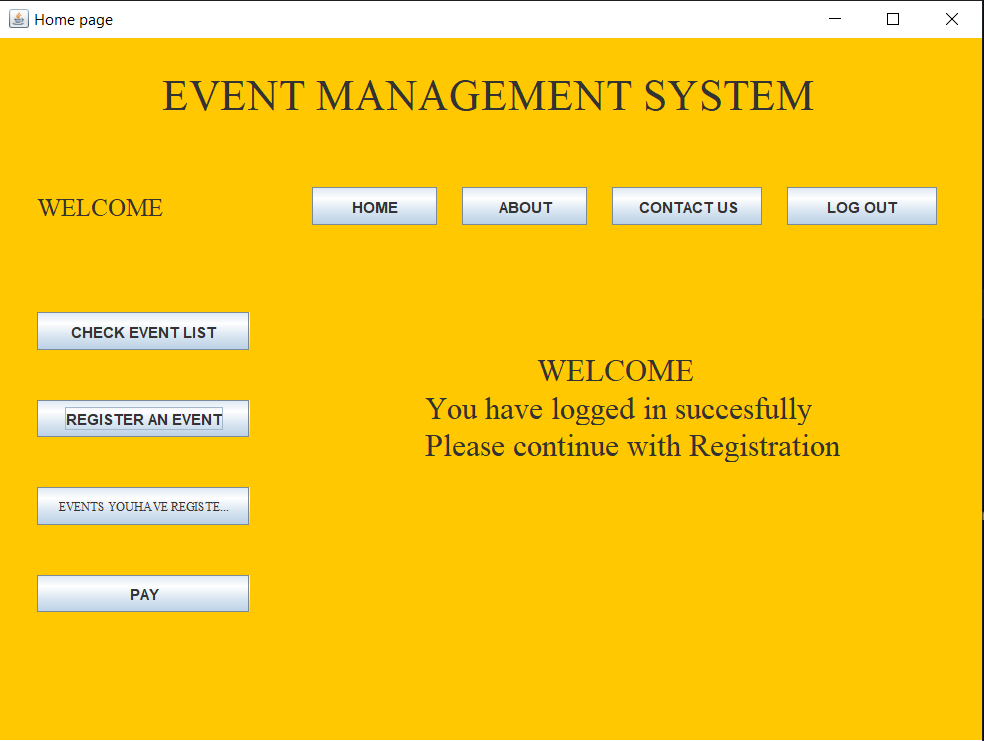 Home page
EVENT MANAGEMENT SYSTEM
WELCOME
HOME
ABOUT
CONTACT US
LOG OUT
CHECK EVENT LIST
REGISTER AN EVENT
EVENTS YOUHAVE REGISTE...
PAY
WELCOME
You have logged in succesfully
Please continue with Registration